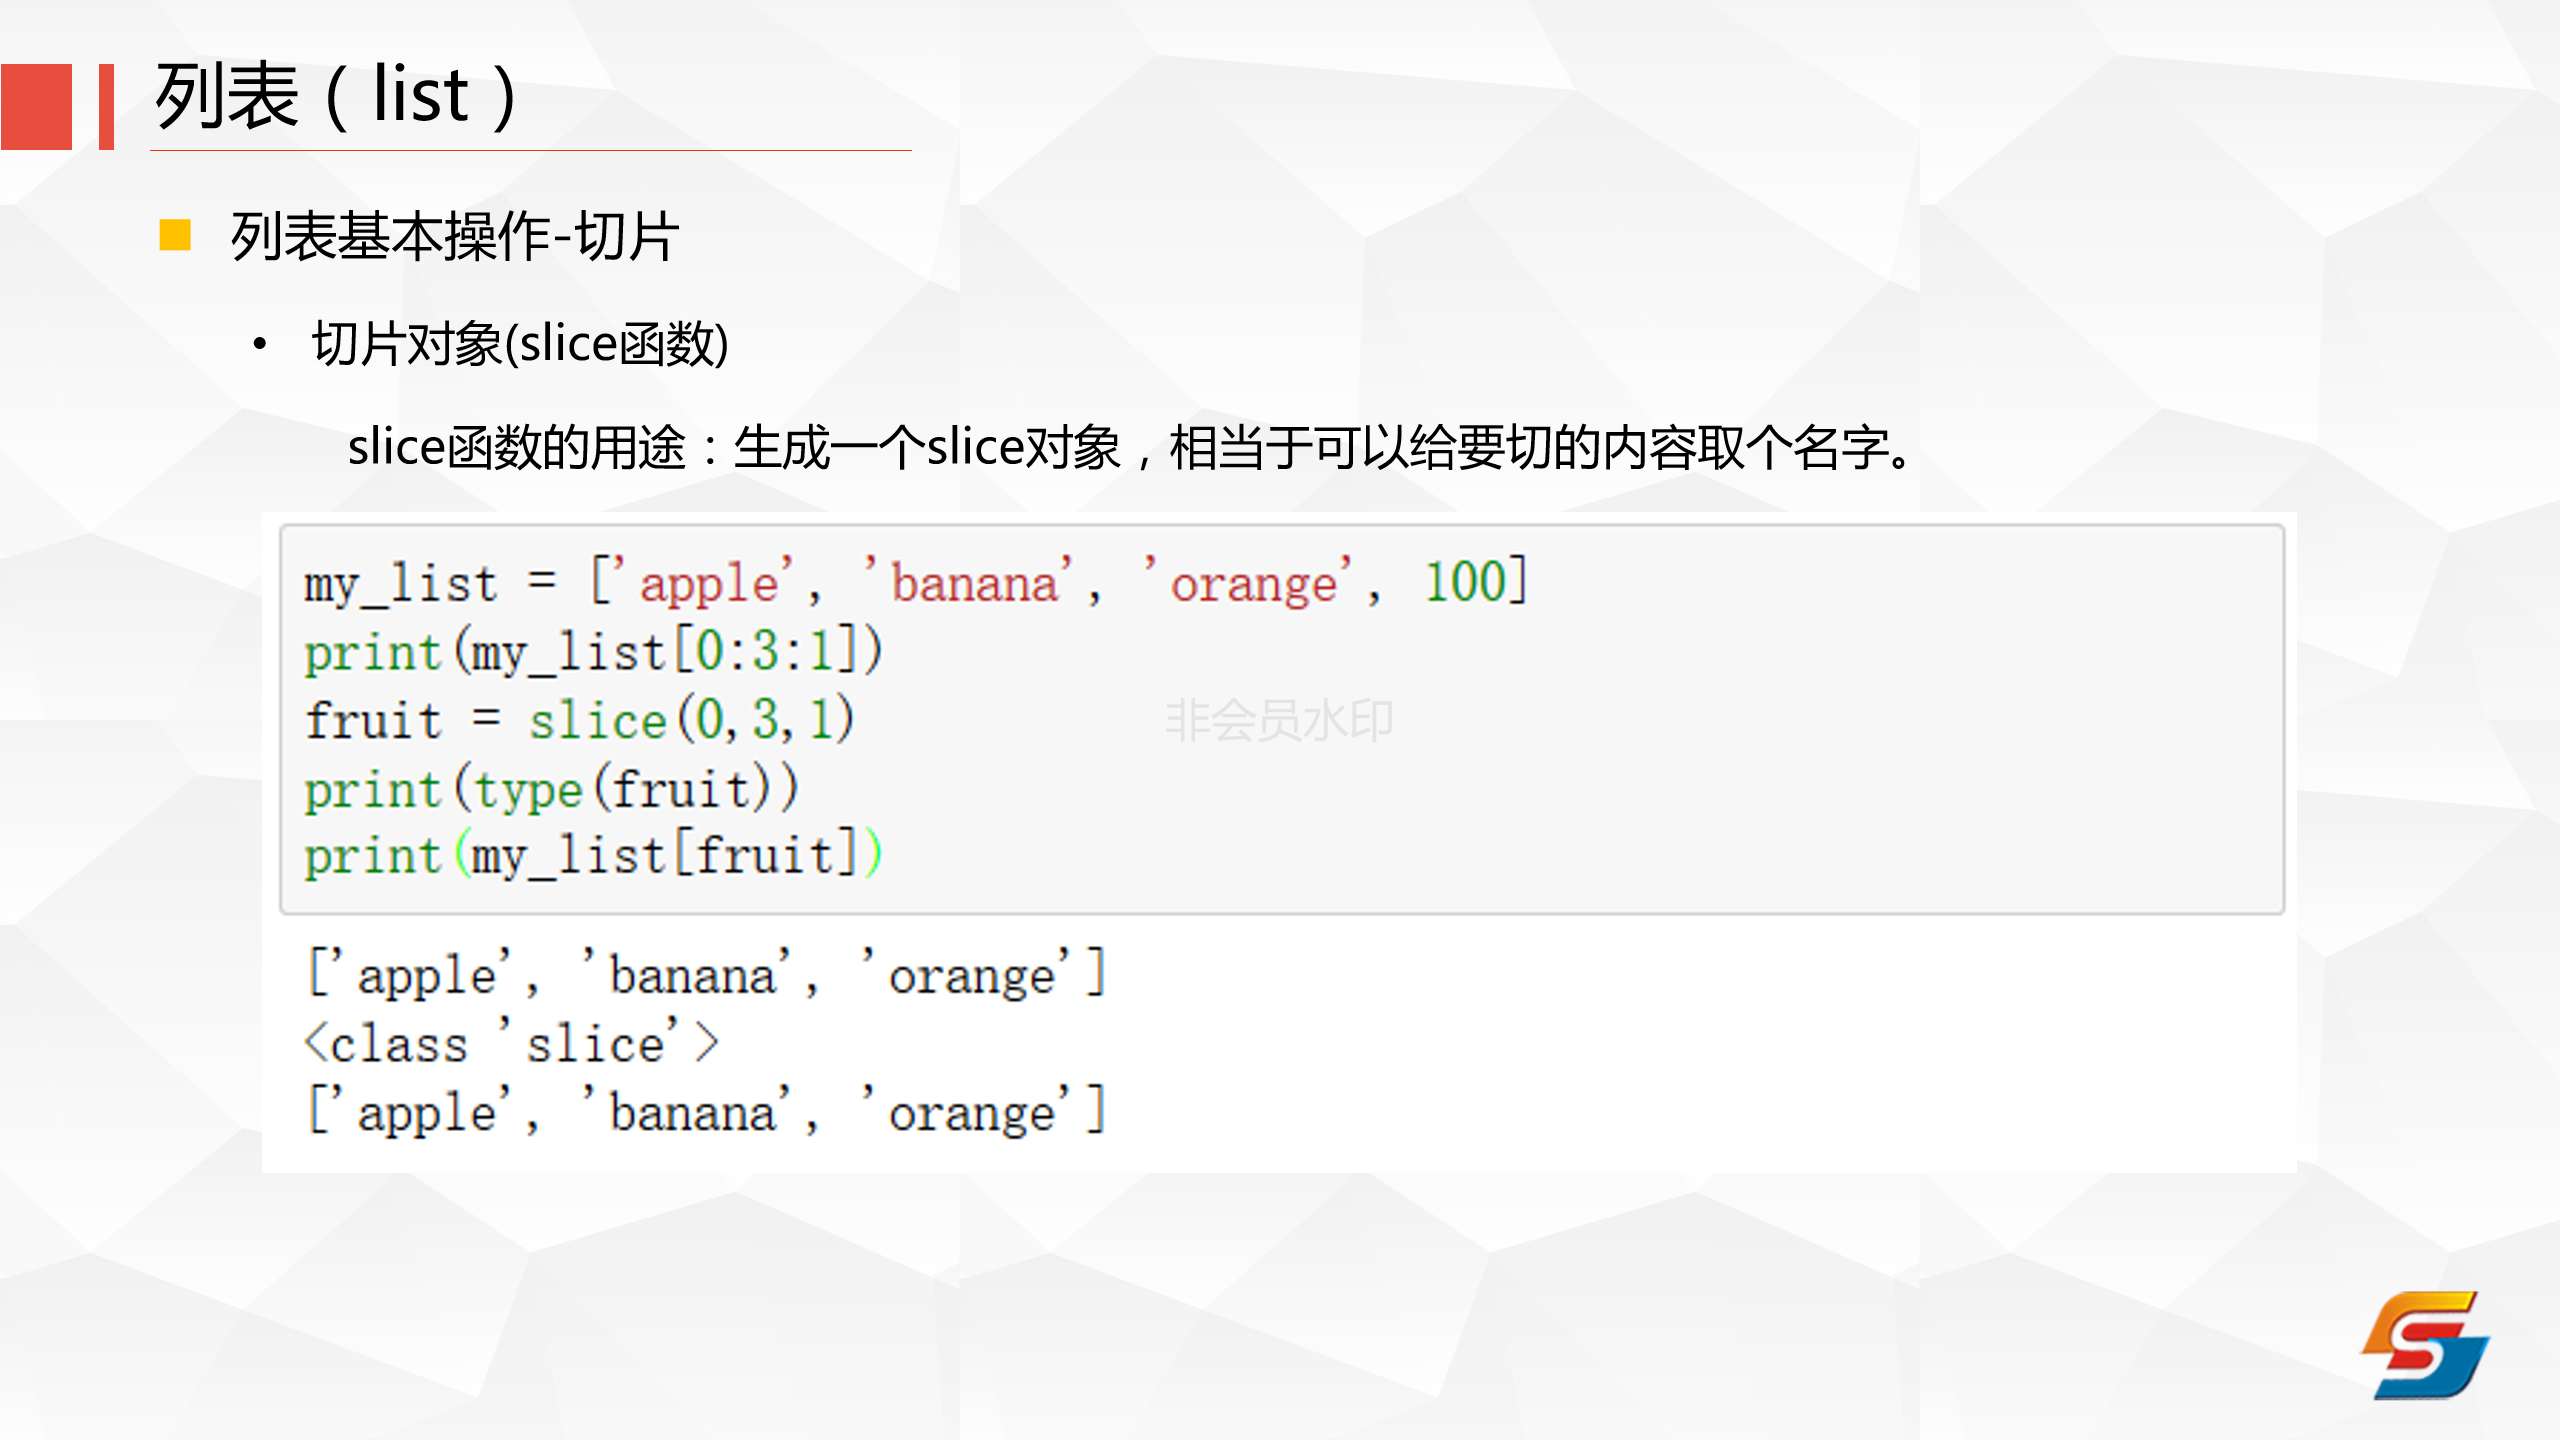 列表（list）
列表基本操作-切片
• 切片对象(slice函数)
slice函数的用途：生成一个slice对象，相当于可以给要切的内容取个名字。
my_list = ['apple', 'banana', 'orange', 100]
print(my_list[0:3:1])
fruit = slice(0,3,1)
非会员水印
print(type(fruit))
print(my_list[fruit])
['apple', 'banana', 'orange']
<class 'slice'>
['apple', 'banana', 'orange']